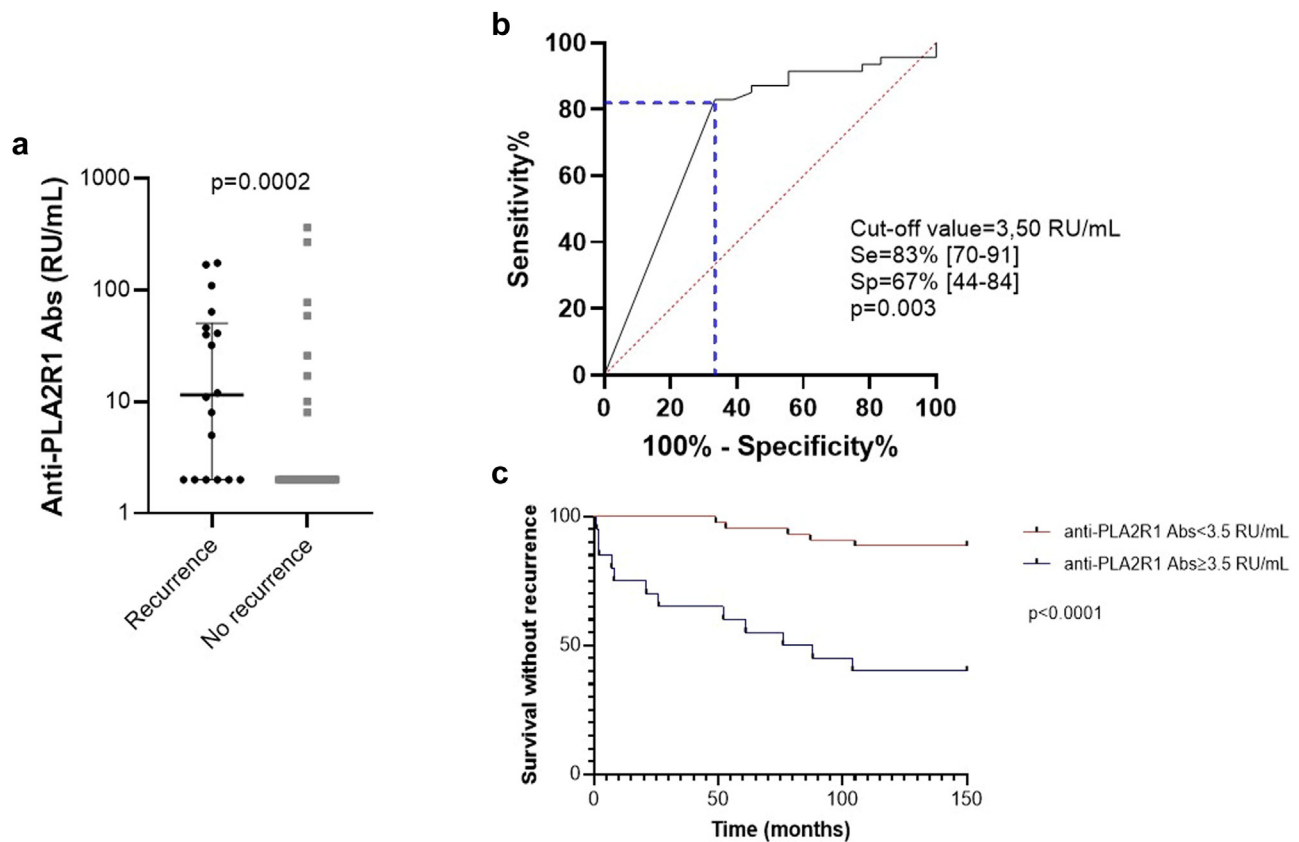 a
Anti-PLA2R1 Abs (RU/mL)
1000
100
10
1
p=0.0002
Recurrence
No recurrence
b
Sensitivity%
100
80
60
40
20
0
0 20 40 60 80 100
100% - Specificity%
Cut-off value=3,50 RU/mL
Se=83% [70-91]
Sp=67% [44-84]
p=0.003
c
Survival without recurrence
100
50
0
0 50 100 150
Time (months)
anti-PLA2R1 Abs<3.5 RU/mL
anti-PLA2R1 Abs≥3.5 RU/mL
p<0.0001